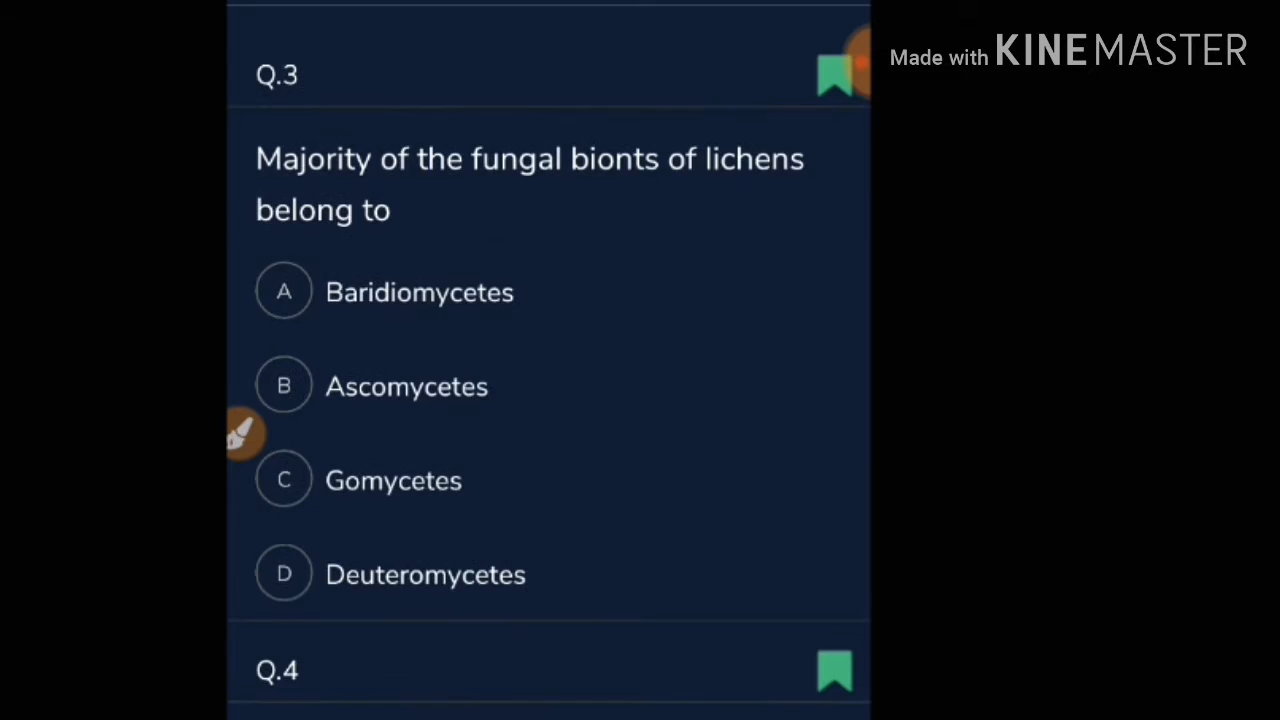 Made with KINEMASTER
Q.3
Majority of the fungal bionts of lichens
belong to
A Baridiomycetes
B Ascomycetes
C Gomycetes
D Deuteromycetes
Q.4